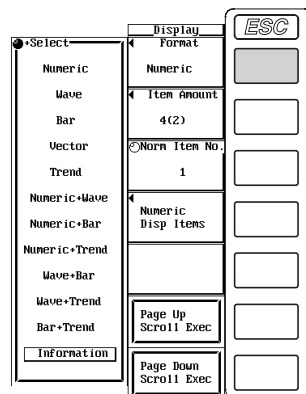 ESC
Display
+Select
Numeric
Wave
Bar
Vector
Trend
Numeric+Wave
Numeric+Bar
Numeric+Trend
Wave+Bar
Wave+Trend
Bar+Trend
Information
Format
Numeric
Item Amount
4(2)
Norm Item No.
1
Numeric
Disp Items
Page Up
Scroll Exec
Page Down
Scroll Exec